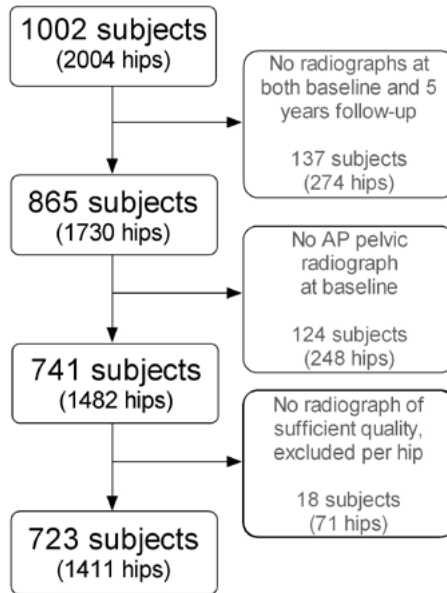 1002 subjects
(2004 hips)
No radiographs at
both baseline and 5
years follow-up
137 subjects
(274 hips)
865 subjects
(1730 hips)
No AP pelvic
radiograph
at baseline
124 subjects
(248 hips)
741 subjects
(1482 hips)
No radiograph of
sufficient quality,
excluded per hip
18 subjects
(71 hips)
723 subjects
(1411 hips)